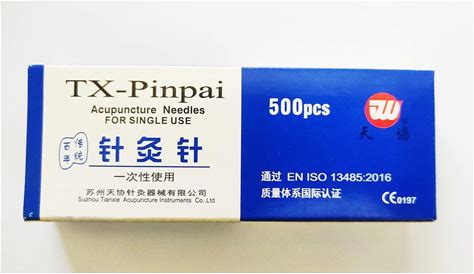 TX-Pinpai
Acupuncture Needles
FOR SINGLE USE
百年
传统
针灸针
一次性使用
苏州天协针灸器械有限公司
Suzhou Tianxie Acupuncture Instruments Co.,Ltd.
500pcs
天协
通过 EN ISO 13485:2016
质量体系国际认证
CE0197